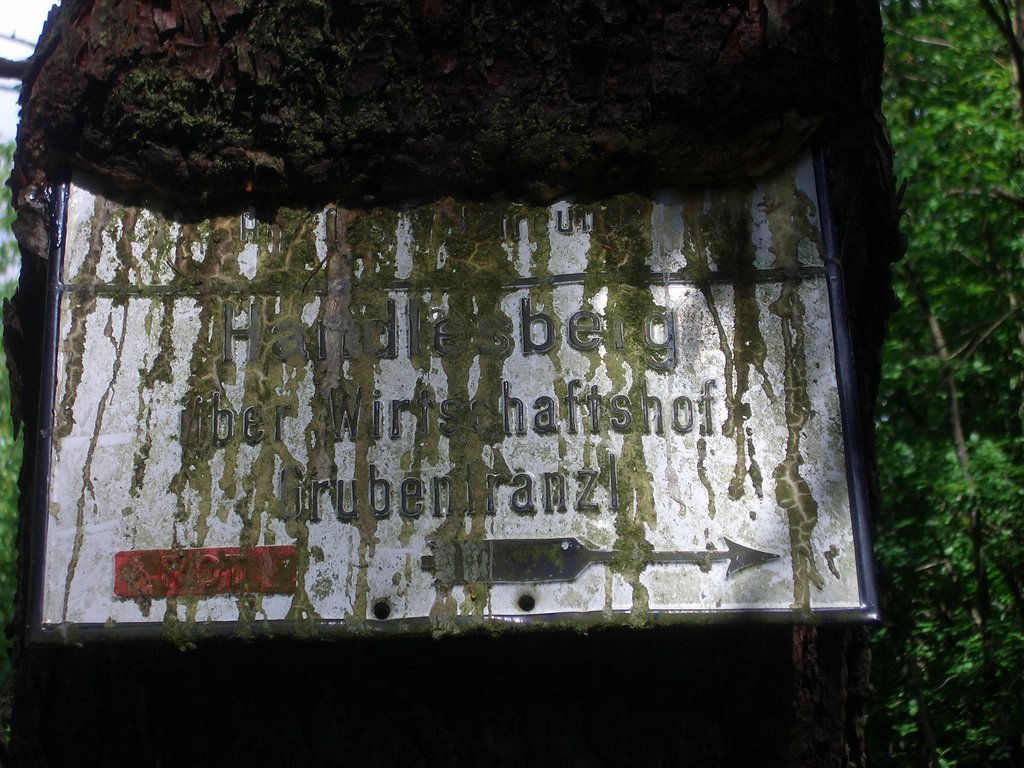 Handlesberg
über Wirtschaftshof
Grubenfranzl